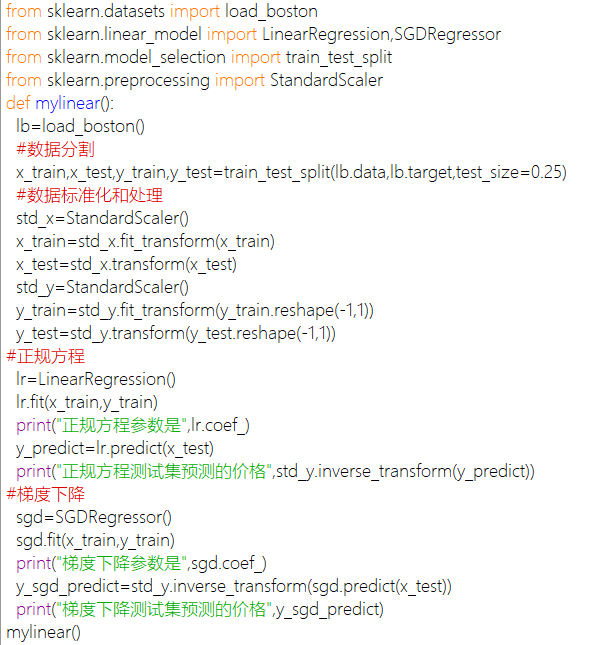 from sklearn.datasets import load_boston
from sklearn.linear_model import LinearRegression,SGDRegressor
from sklearn.model_selection import train_test_split
from sklearn.preprocessing import StandardScaler
def mylinear():
  lb=load_boston()
  #数据分割
  x_train,x_test,y_train,y_test=train_test_split(lb.data,lb.target,test_size=0.25)
  #数据标准化和处理
  std_x=StandardScaler()
  x_train=std_x.fit_transform(x_train)
  x_test=std_x.transform(x_test)
  std_y=StandardScaler()
  y_train=std_y.fit_transform(y_train.reshape(-1,1))
  y_test=std_y.transform(y_test.reshape(-1,1))
#正规方程
  lr=LinearRegression()
  lr.fit(x_train,y_train)
  print("正规方程参数是",lr.coef_)
  y_predict=lr.predict(x_test)
  print("正规方程测试集预测的价格",std_y.inverse_transform(y_predict))
#梯度下降
  sgd=SGDRegressor()
  sgd.fit(x_train,y_train)
  print("梯度下降参数是",sgd.coef_)
  y_sgd_predict=std_y.inverse_transform(sgd.predict(x_test))
  print("梯度下降测试集预测的价格",y_sgd_predict)
mylinear()